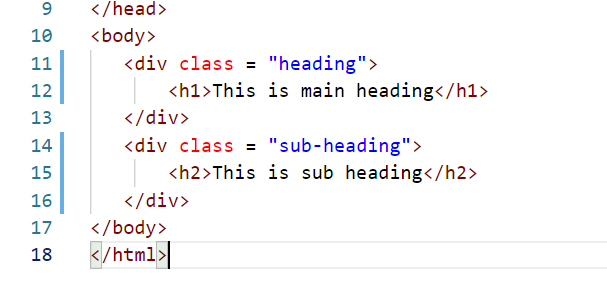 9 </head>
10 <body>
11 <div class = "heading">
12 <h1>This is main heading</h1>
13 </div>
14 <div class = "sub-heading">
15 <h2>This is sub heading</h2>
16 </div>
17 </body>
18 </html>